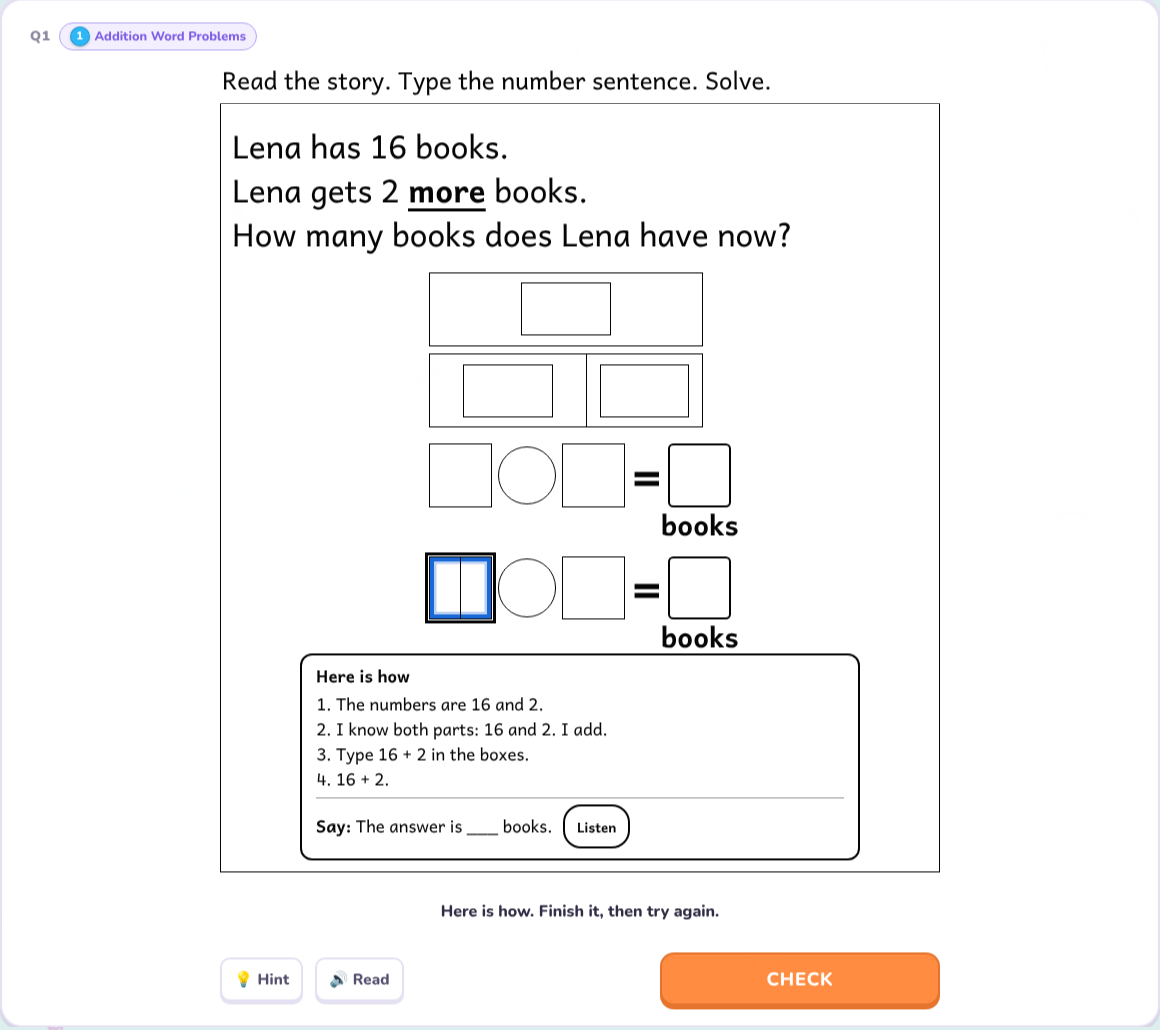 Q1 1 Addition Word Problems
Read the story. Type the number sentence. Solve.
Lena has 16 books.
Lena gets 2 more books.
How many books does Lena have now?
=
books
=
books
Here is how
1. The numbers are 16 and 2.
2. I know both parts: 16 and 2. I add.
3. Type 16 + 2 in the boxes.
4. 16 + 2.
Say: The answer is ___ books. Listen
Here is how. Finish it, then try again.
Hint Read CHECK